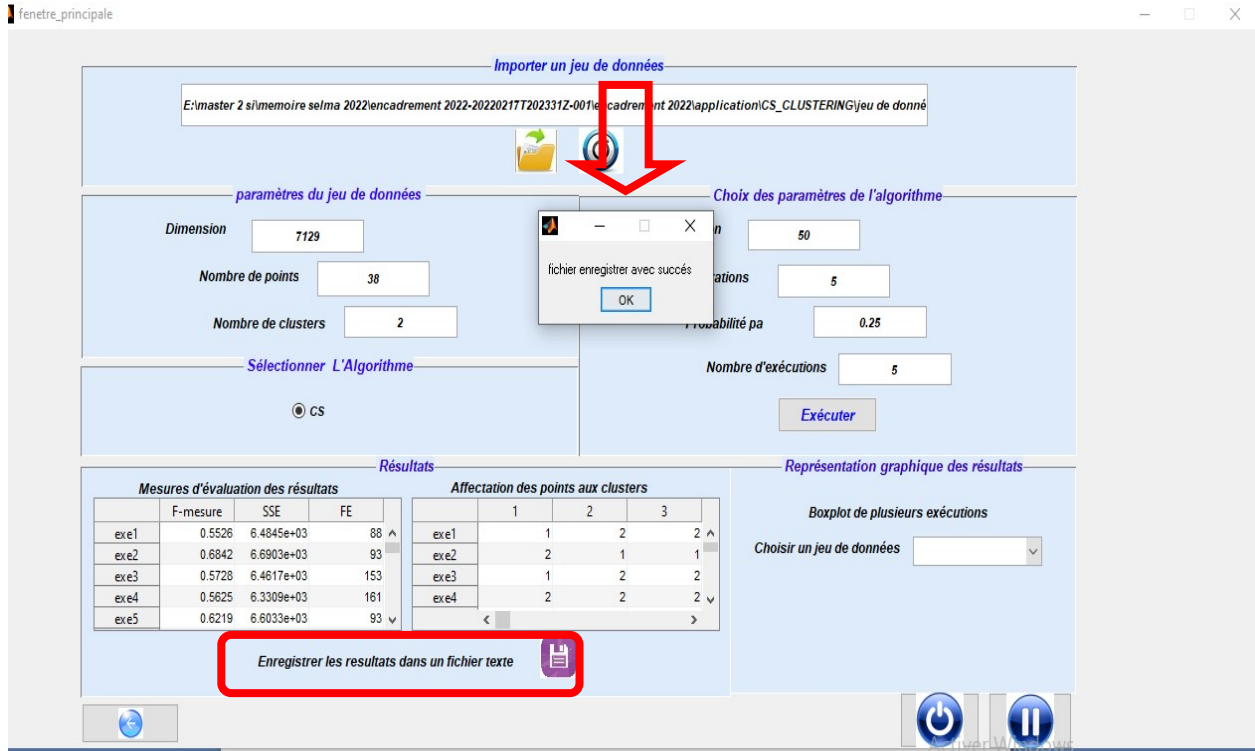 fenetre_principale
Importer un jeu de données
E:\master 2 si\memoire selma 2022\encadrement 2022-20220217T202331Z-001\encadrement 2022\application\CS_CLUSTERING\jeu de donné
paramètres du jeu de données
Dimension 7129
Nombre de points 38
Nombre de clusters 2
Choix des paramètres de l'algorithme
50
5
Probabilité pa 0.25
Nombre d'exécutions 5
Exécuter
fichier enregistrer avec succés
OK
Sélectionner L'Algorithme
CS
Résultats
Mesures d'évaluation des résultats
F-mesure SSE FE
exe1 0.5526 6.4845e+03 88
exe2 0.6842 6.6903e+03 93
exe3 0.5728 6.4617e+03 153
exe4 0.5625 6.3309e+03 161
exe5 0.6219 6.6033e+03 93
Affectation des points aux clusters
1 2 3
exe1 1 2 2
exe2 2 1 1
exe3 1 2 2
exe4 2 2 2
Enregistrer les resultats dans un fichier texte
Représentation graphique des résultats
Boxplot de plusieurs exécutions
Choisir un jeu de données
Activer Windows